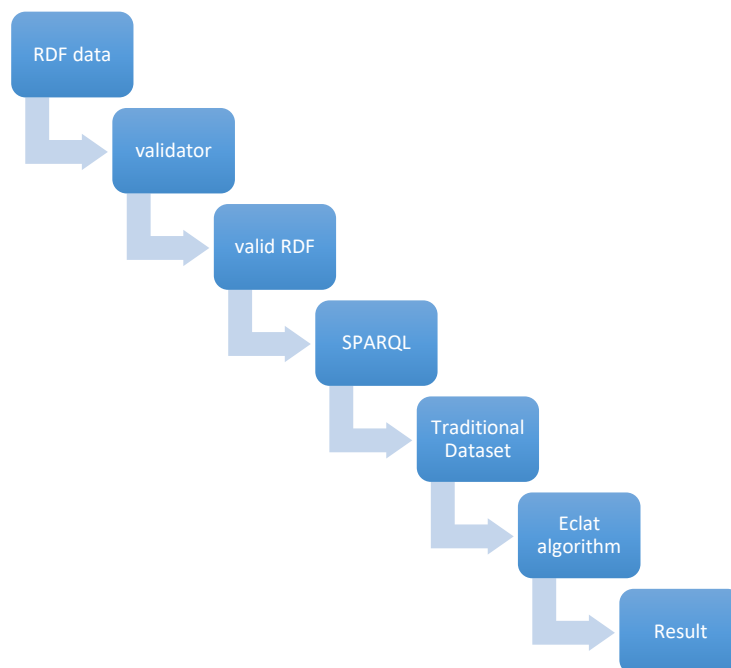 RDF data
validator
valid RDF
SPARQL
Traditional
Dataset
Eclat
algorithm
Result